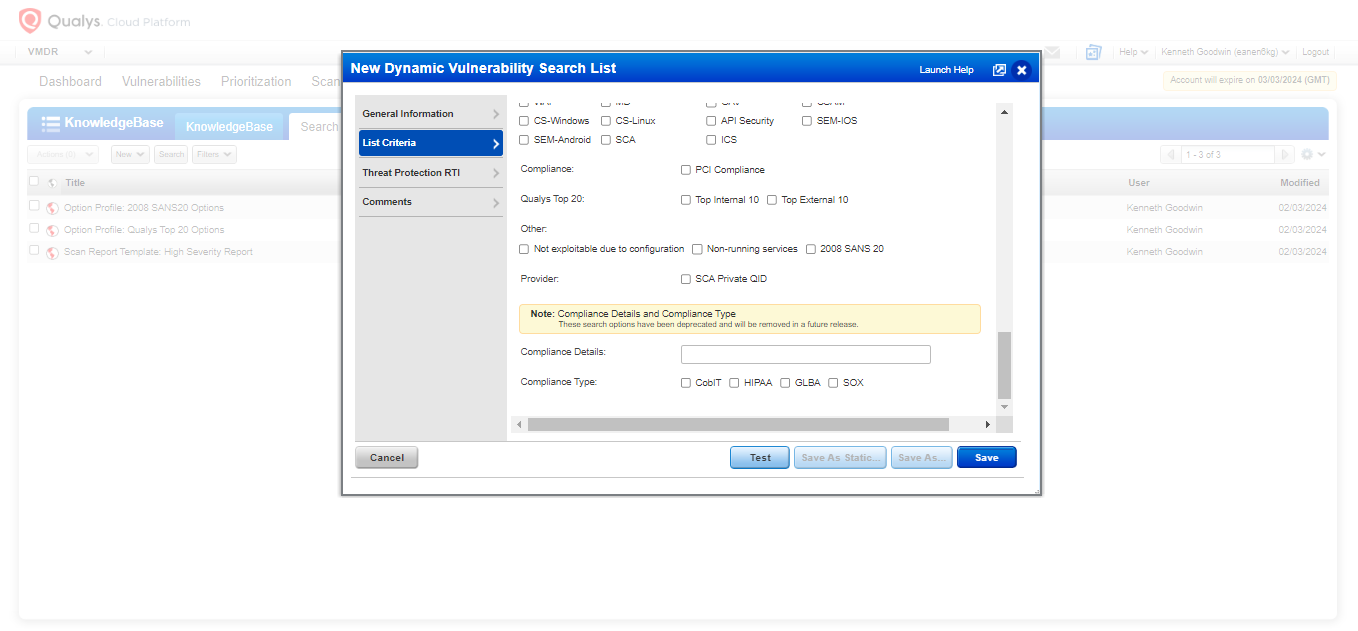 Qualys. Cloud Platform
VMDR
Help
Kenneth Goodwin (eanen8kg)
Logout
Dashboard
Vulnerabilities
Prioritization
Scan
Account will expire on 03/03/2024 (GMT)
KnowledgeBase
KnowledgeBase
Search
Actions (0)
New
Search
Filters
1 - 3 of 3
Title
User
Modified
Option Profile: 2008 SANS20 Options
Kenneth Goodwin
02/03/2024
Option Profile: Qualys Top 20 Options
Kenneth Goodwin
02/03/2024
Scan Report Template: High Severity Report
Kenneth Goodwin
02/03/2024
New Dynamic Vulnerability Search List
Launch Help
General Information
List Criteria
Threat Protection RTI
Comments
CS-Windows CS-Linux API Security SEM-IOS
SEM-Android SCA ICS
Compliance: PCI Compliance
Qualys Top 20: Top Internal 10 Top External 10
Other:
Not exploitable due to configuration Non-running services 2008 SANS 20
Provider: SCA Private QID
Note: Compliance Details and Compliance Type
These search options have been deprecated and will be removed in a future release.
Compliance Details:
Compliance Type: CobIT HIPAA GLBA SOX
Cancel
Test
Save As Static...
Save As...
Save